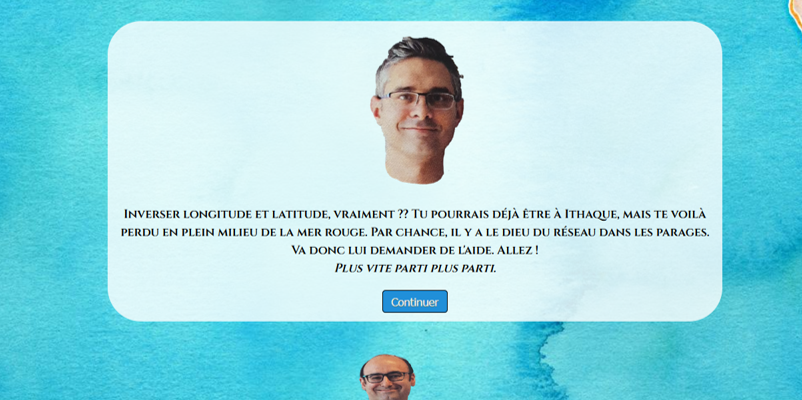 Inverser longitude et latitude, vraiment ?? Tu pourrais déjà être à Ithaque, mais te voilà
perdu en plein milieu de la mer rouge. Par chance, il y a le dieu du réseau dans les parages.
Va donc lui demander de l'aide. Allez !
Plus vite parti plus parti.
Continuer